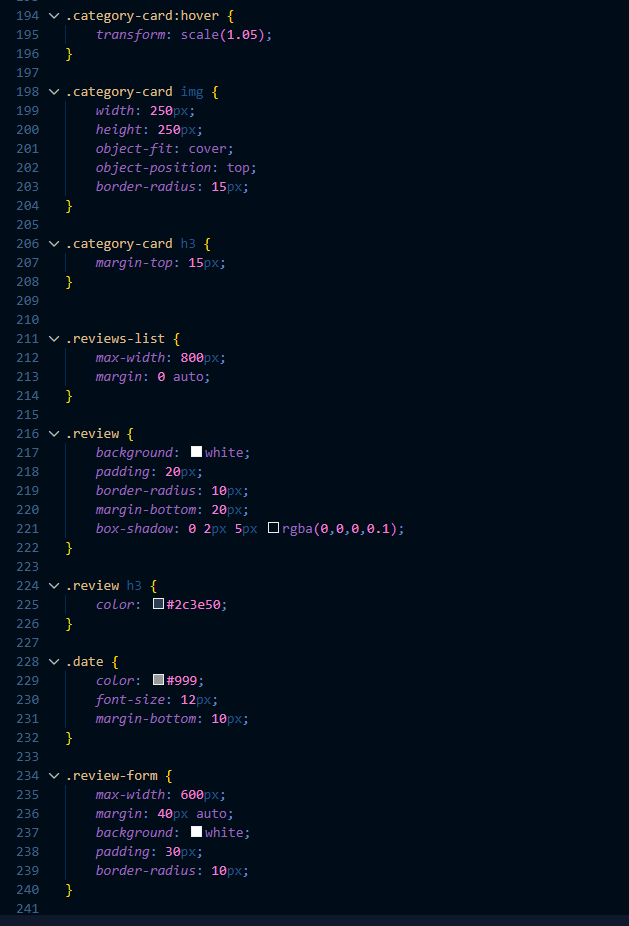 194 .category-card:hover {
195 transform: scale(1.05);
196 }
197
198 .category-card img {
199 width: 250px;
200 height: 250px;
201 object-fit: cover;
202 object-position: top;
203 border-radius: 15px;
204 }
205
206 .category-card h3 {
207 margin-top: 15px;
208 }
209
210
211 .reviews-list {
212 max-width: 800px;
213 margin: 0 auto;
214 }
215
216 .review {
217 background: white;
218 padding: 20px;
219 border-radius: 10px;
220 margin-bottom: 20px;
221 box-shadow: 0 2px 5px rgba(0,0,0,0.1);
222 }
223
224 .review h3 {
225 color: #2c3e50;
226 }
227
228 .date {
229 color: #999;
230 font-size: 12px;
231 margin-bottom: 10px;
232 }
233
234 .review-form {
235 max-width: 600px;
236 margin: 40px auto;
237 background: white;
238 padding: 30px;
239 border-radius: 10px;
240 }
241